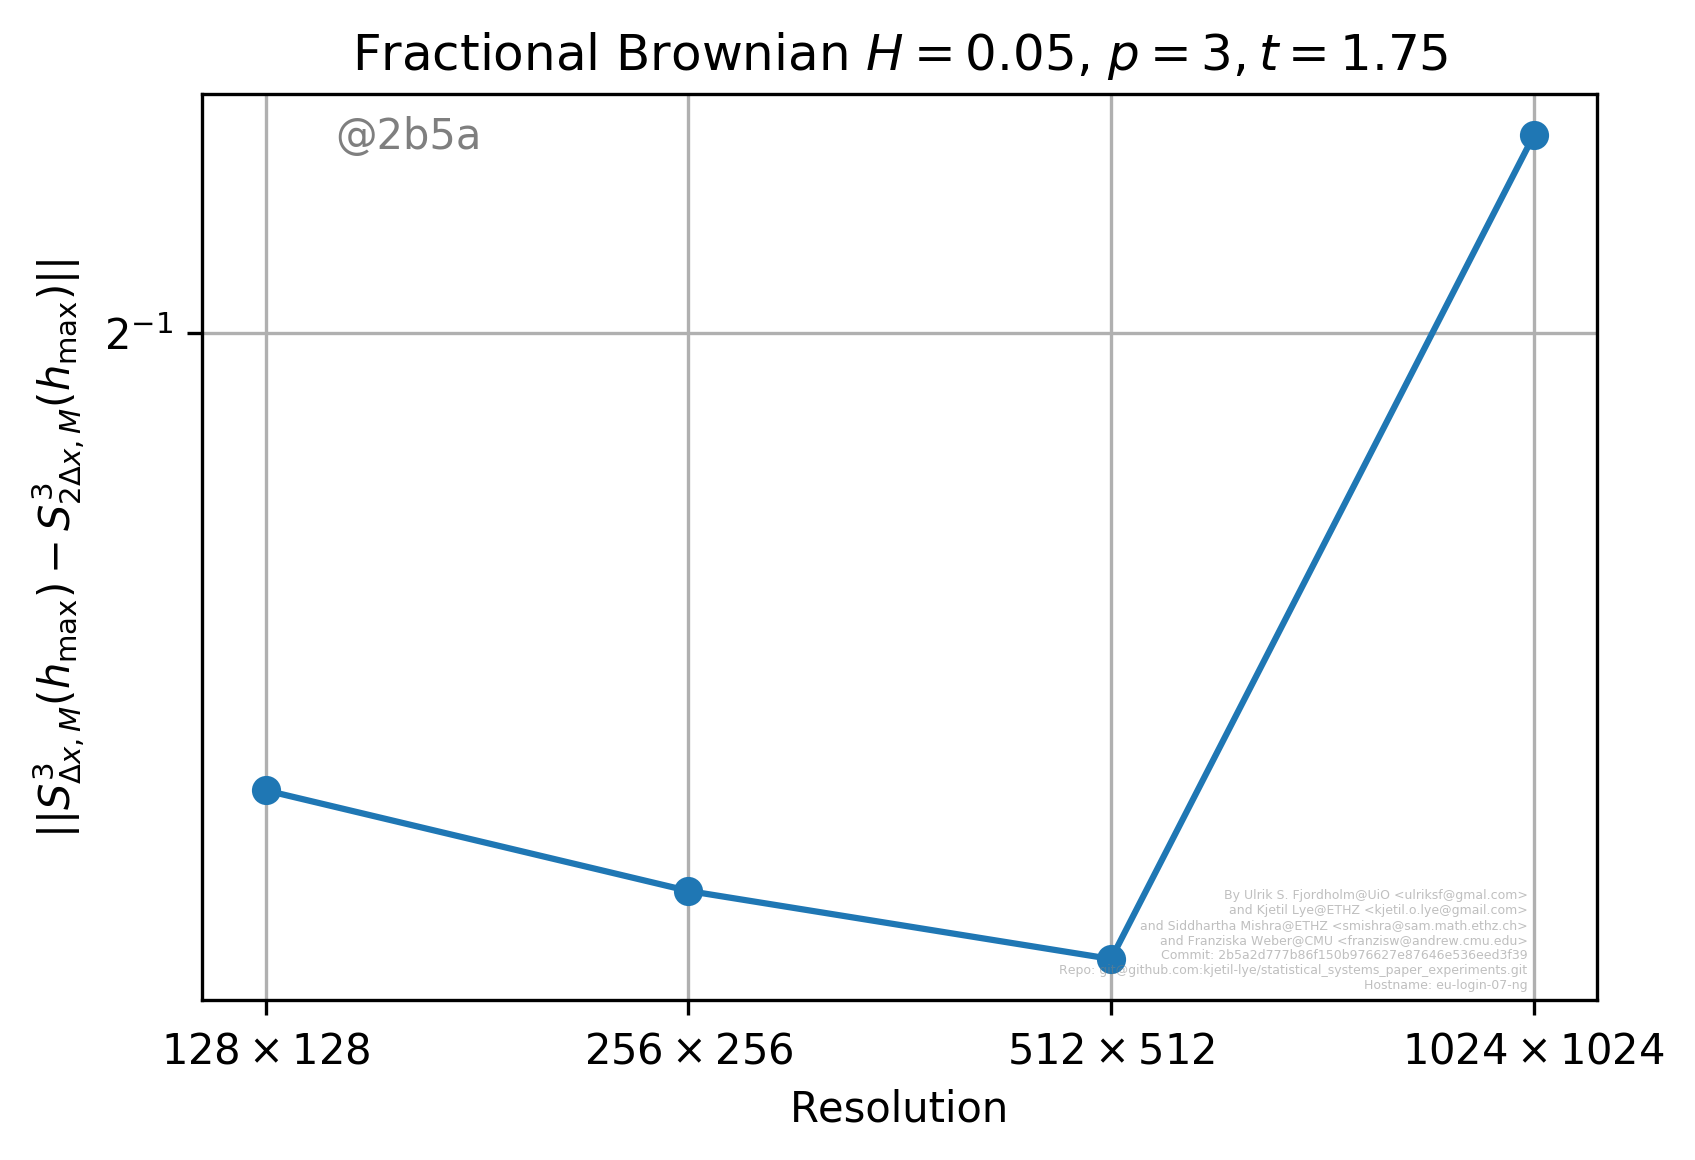 Fractional Brownian H = 0.05, p = 3, t = 1.75
@2b5a
2⁻¹
||S³_{Δx, M}(h_max) − S³_{2Δx, M}(h_max)||
By Ulrik S. Fjordholm@UiO <ulriksf@gmal.com>
and Kjetil Lye@ETHZ <kjetil.o.lye@gmail.com>
and Siddhartha Mishra@ETHZ <smishra@sam.math.ethz.ch>
and Franziska Weber@CMU <franzisw@andrew.cmu.edu>
Commit: 2b5a2d777b86f150b976627e87646e536eed3f39
Repo: git@github.com:kjetil-lye/statistical_systems_paper_experiments.git
Hostname: eu-login-07-ng
128 × 128 256 × 256 512 × 512 1024 × 1024
Resolution